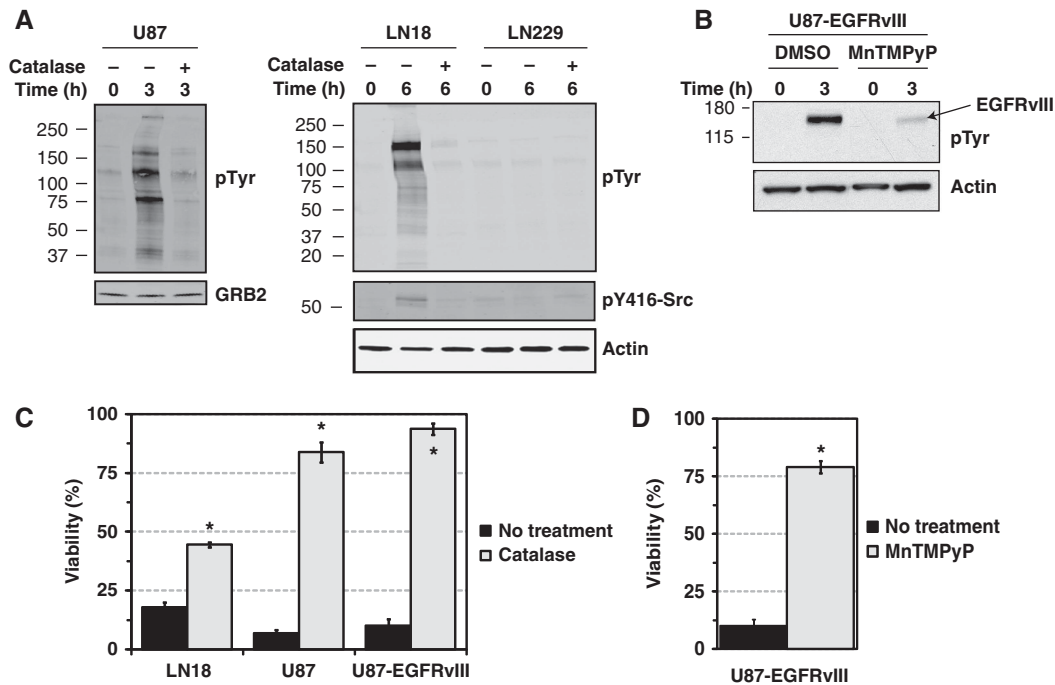 A
U87
Catalase – – +
Time (h) 0 3 3
250 –
150 –
100 –
75 –
50 –
37 –
pTyr
GRB2
LN18 LN229
Catalase – – + – – +
Time (h) 0 6 6 0 6 6
250 –
150 –
100 –
75 –
50 –
37 –
20 –
pTyr
50 –
pY416-Src
Actin
B
U87-EGFRvIII
DMSO MnTMPyP
Time (h) 0 3 0 3
180 –
115 –
EGFRvIII
pTyr
Actin
C
Viability (%)
100
75
50
25
0
* * *
LN18 U87 U87-EGFRvIII
No treatment
Catalase
D
Viability (%)
100
75
50
25
0
*
U87-EGFRvIII
No treatment
MnTMPyP